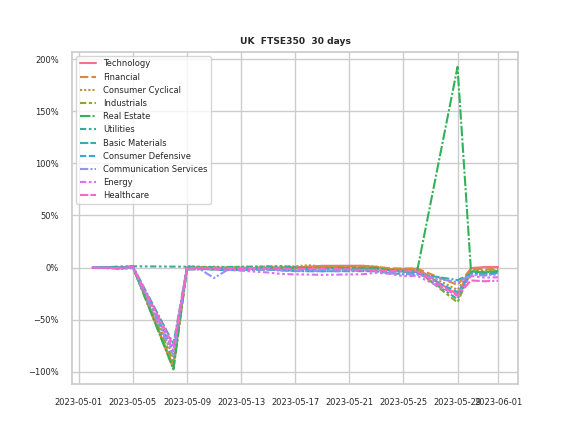 UK FTSE350 30 days
200%
150%
100%
50%
0%
−50%
−100%
Technology
Financial
Consumer Cyclical
Industrials
Real Estate
Utilities
Basic Materials
Consumer Defensive
Communication Services
Energy
Healthcare
2023-05-01 2023-05-05 2023-05-09 2023-05-13 2023-05-17 2023-05-21 2023-05-25 2023-05-29 2023-06-01